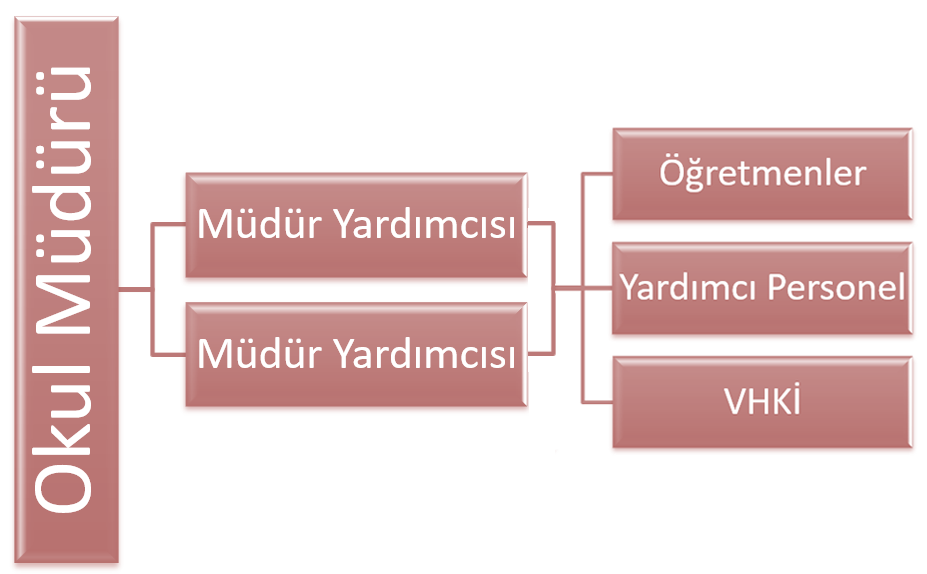 Okul Müdürü
Müdür Yardımcısı
Müdür Yardımcısı
Öğretmenler
Yardımcı Personel
VHKİ